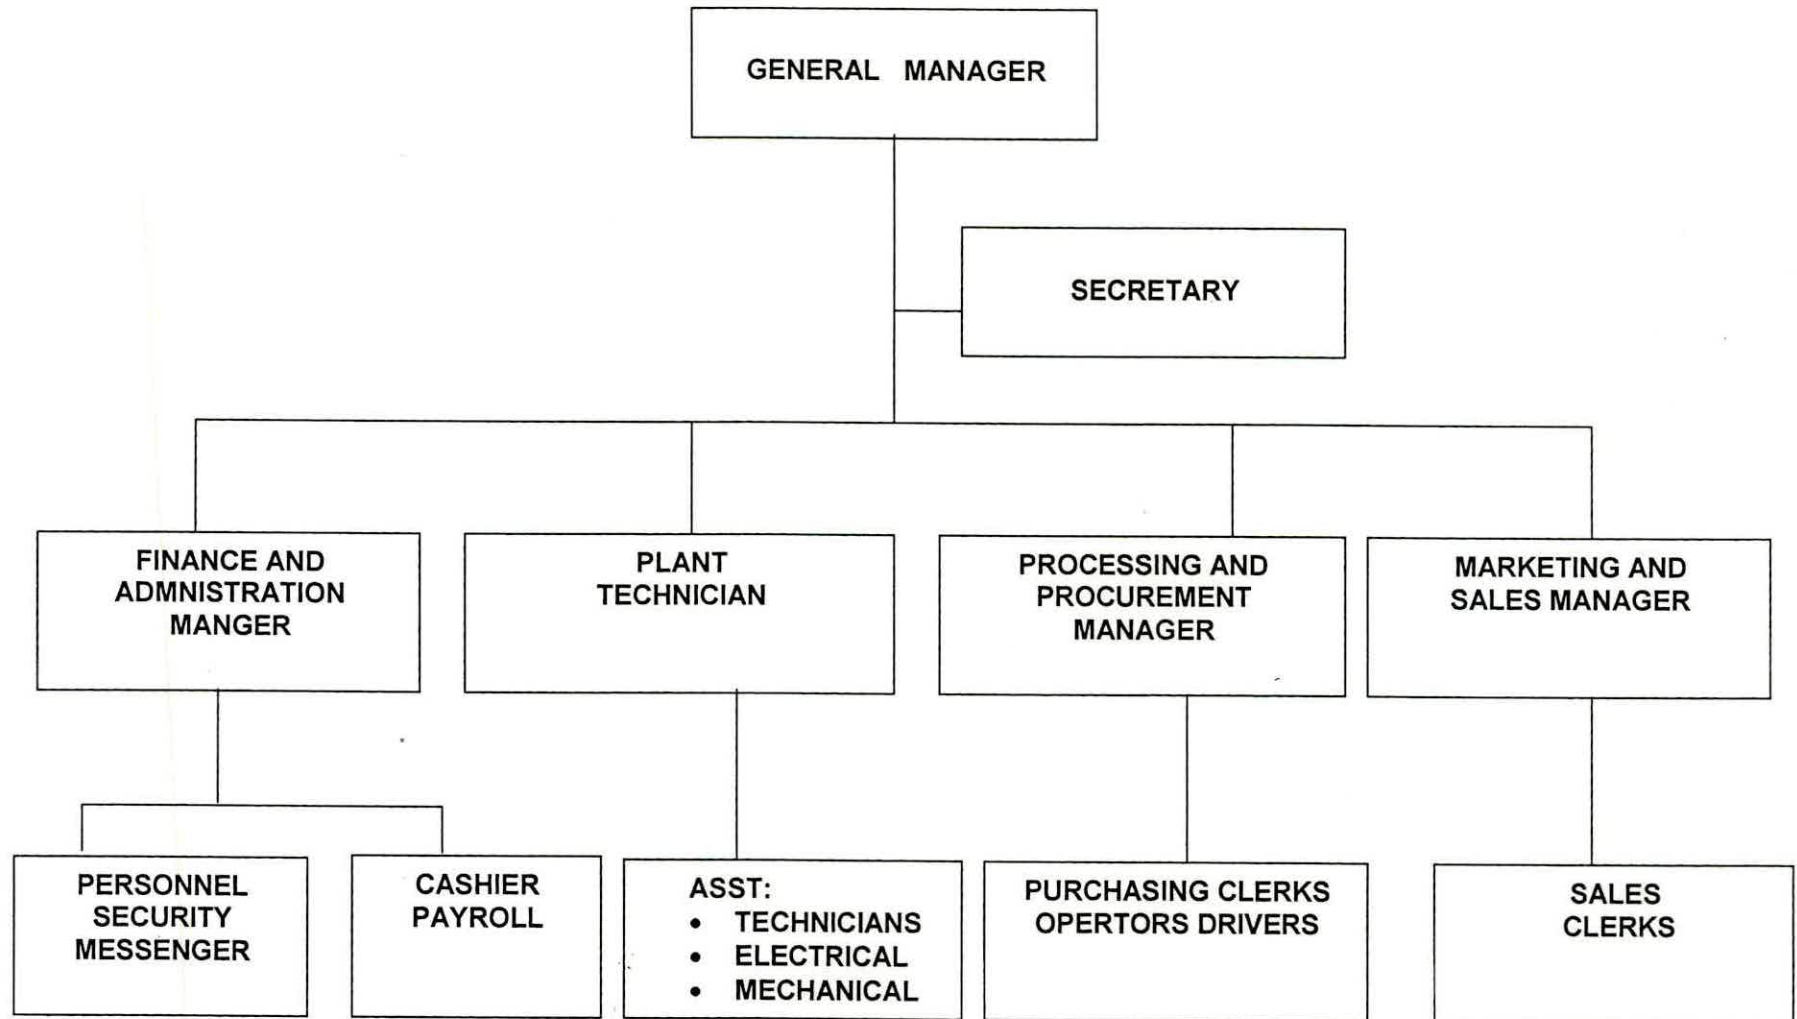 GENERAL MANAGER
SECRETARY
FINANCE AND
ADMNISTRATION
MANGER
PLANT
TECHNICIAN
PROCESSING AND
PROCUREMENT
MANAGER
MARKETING AND
SALES MANAGER
PERSONNEL
SECURITY
MESSENGER
CASHIER
PAYROLL
ASST:
• TECHNICIANS
• ELECTRICAL
• MECHANICAL
PURCHASING CLERKS
OPERTORS DRIVERS
SALES
CLERKS